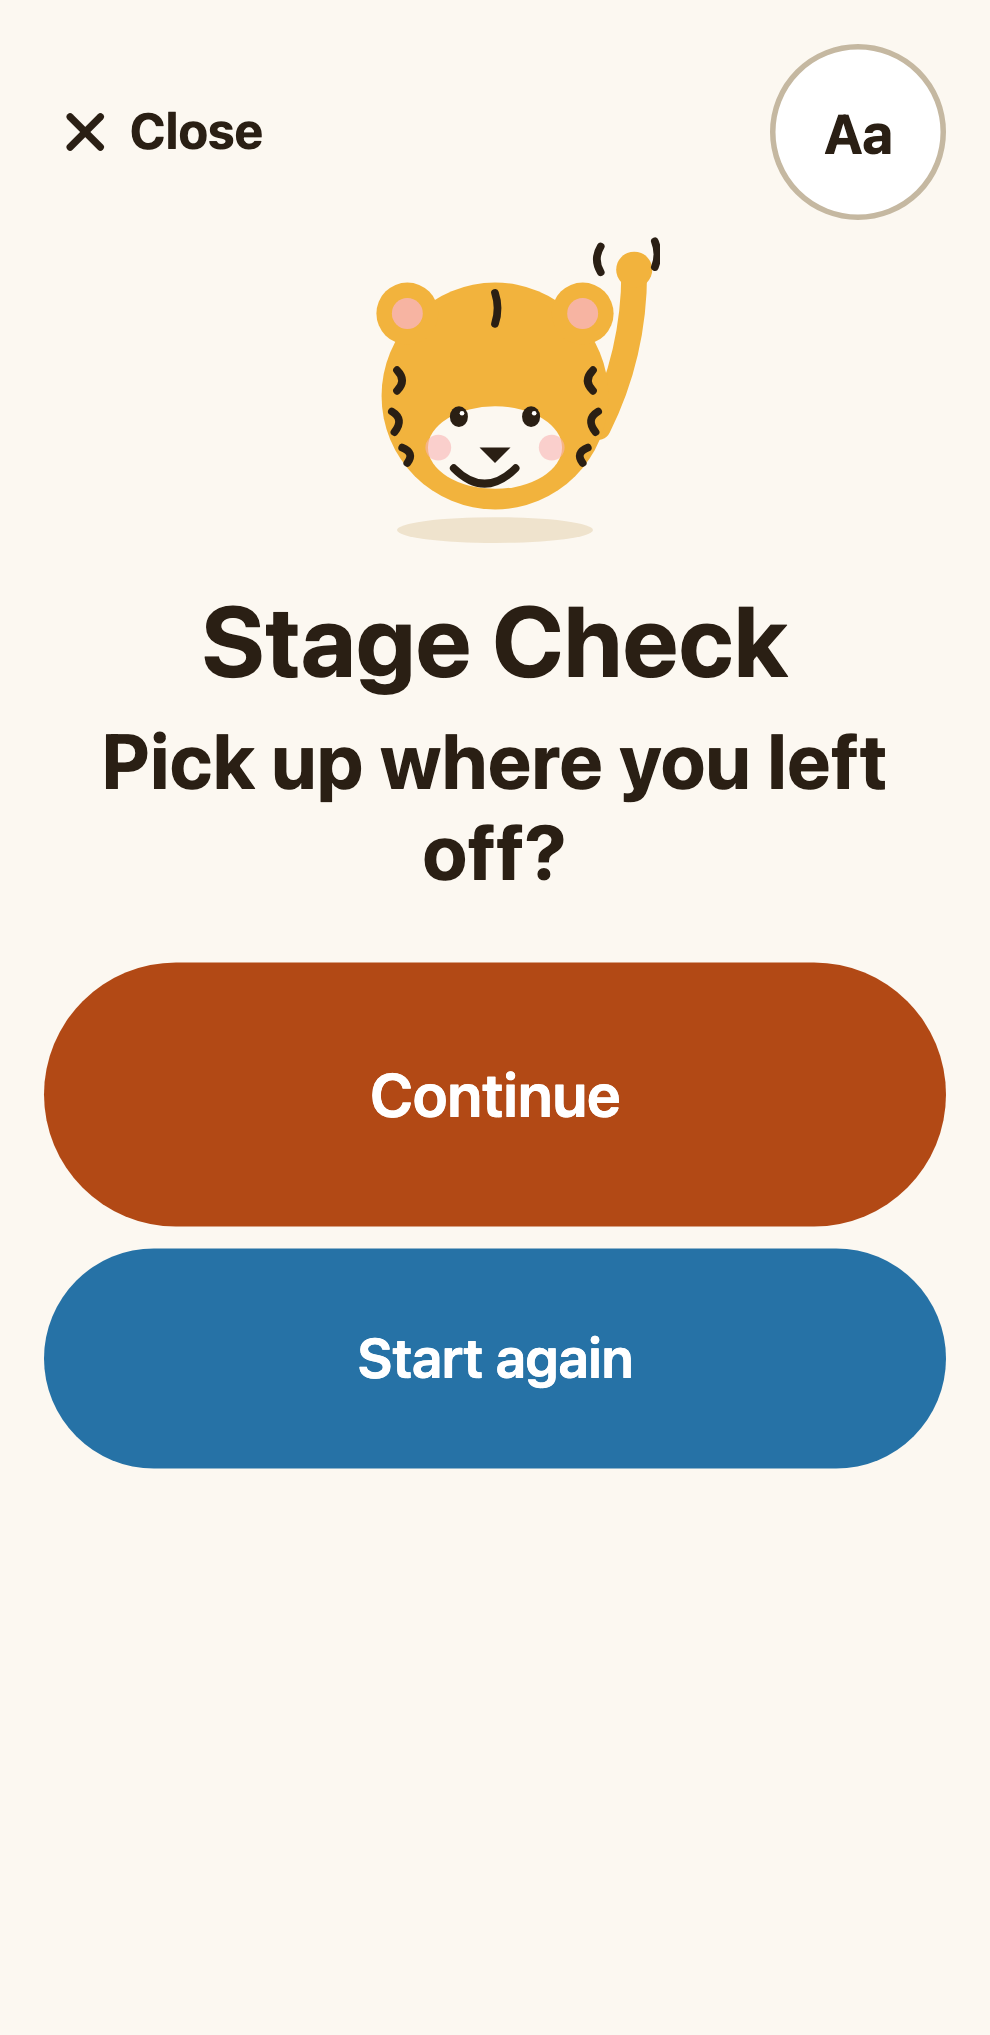 Close
Aa
Stage Check
Pick up where you left
off?
Continue
Start again